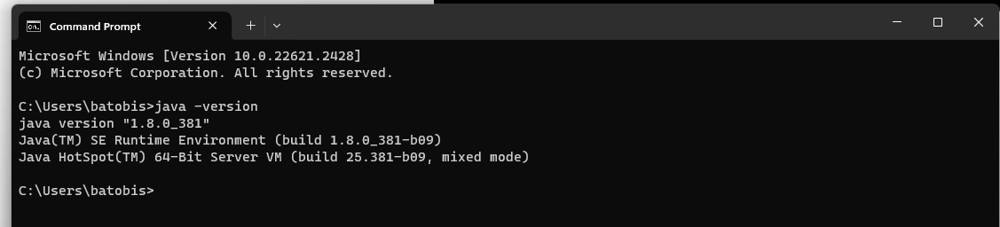 Command Prompt
Microsoft Windows [Version 10.0.22621.2428]
(c) Microsoft Corporation. All rights reserved.
C:\Users\batobis>java -version
java version "1.8.0_381"
Java(TM) SE Runtime Environment (build 1.8.0_381-b09)
Java HotSpot(TM) 64-Bit Server VM (build 25.381-b09, mixed mode)
C:\Users\batobis>